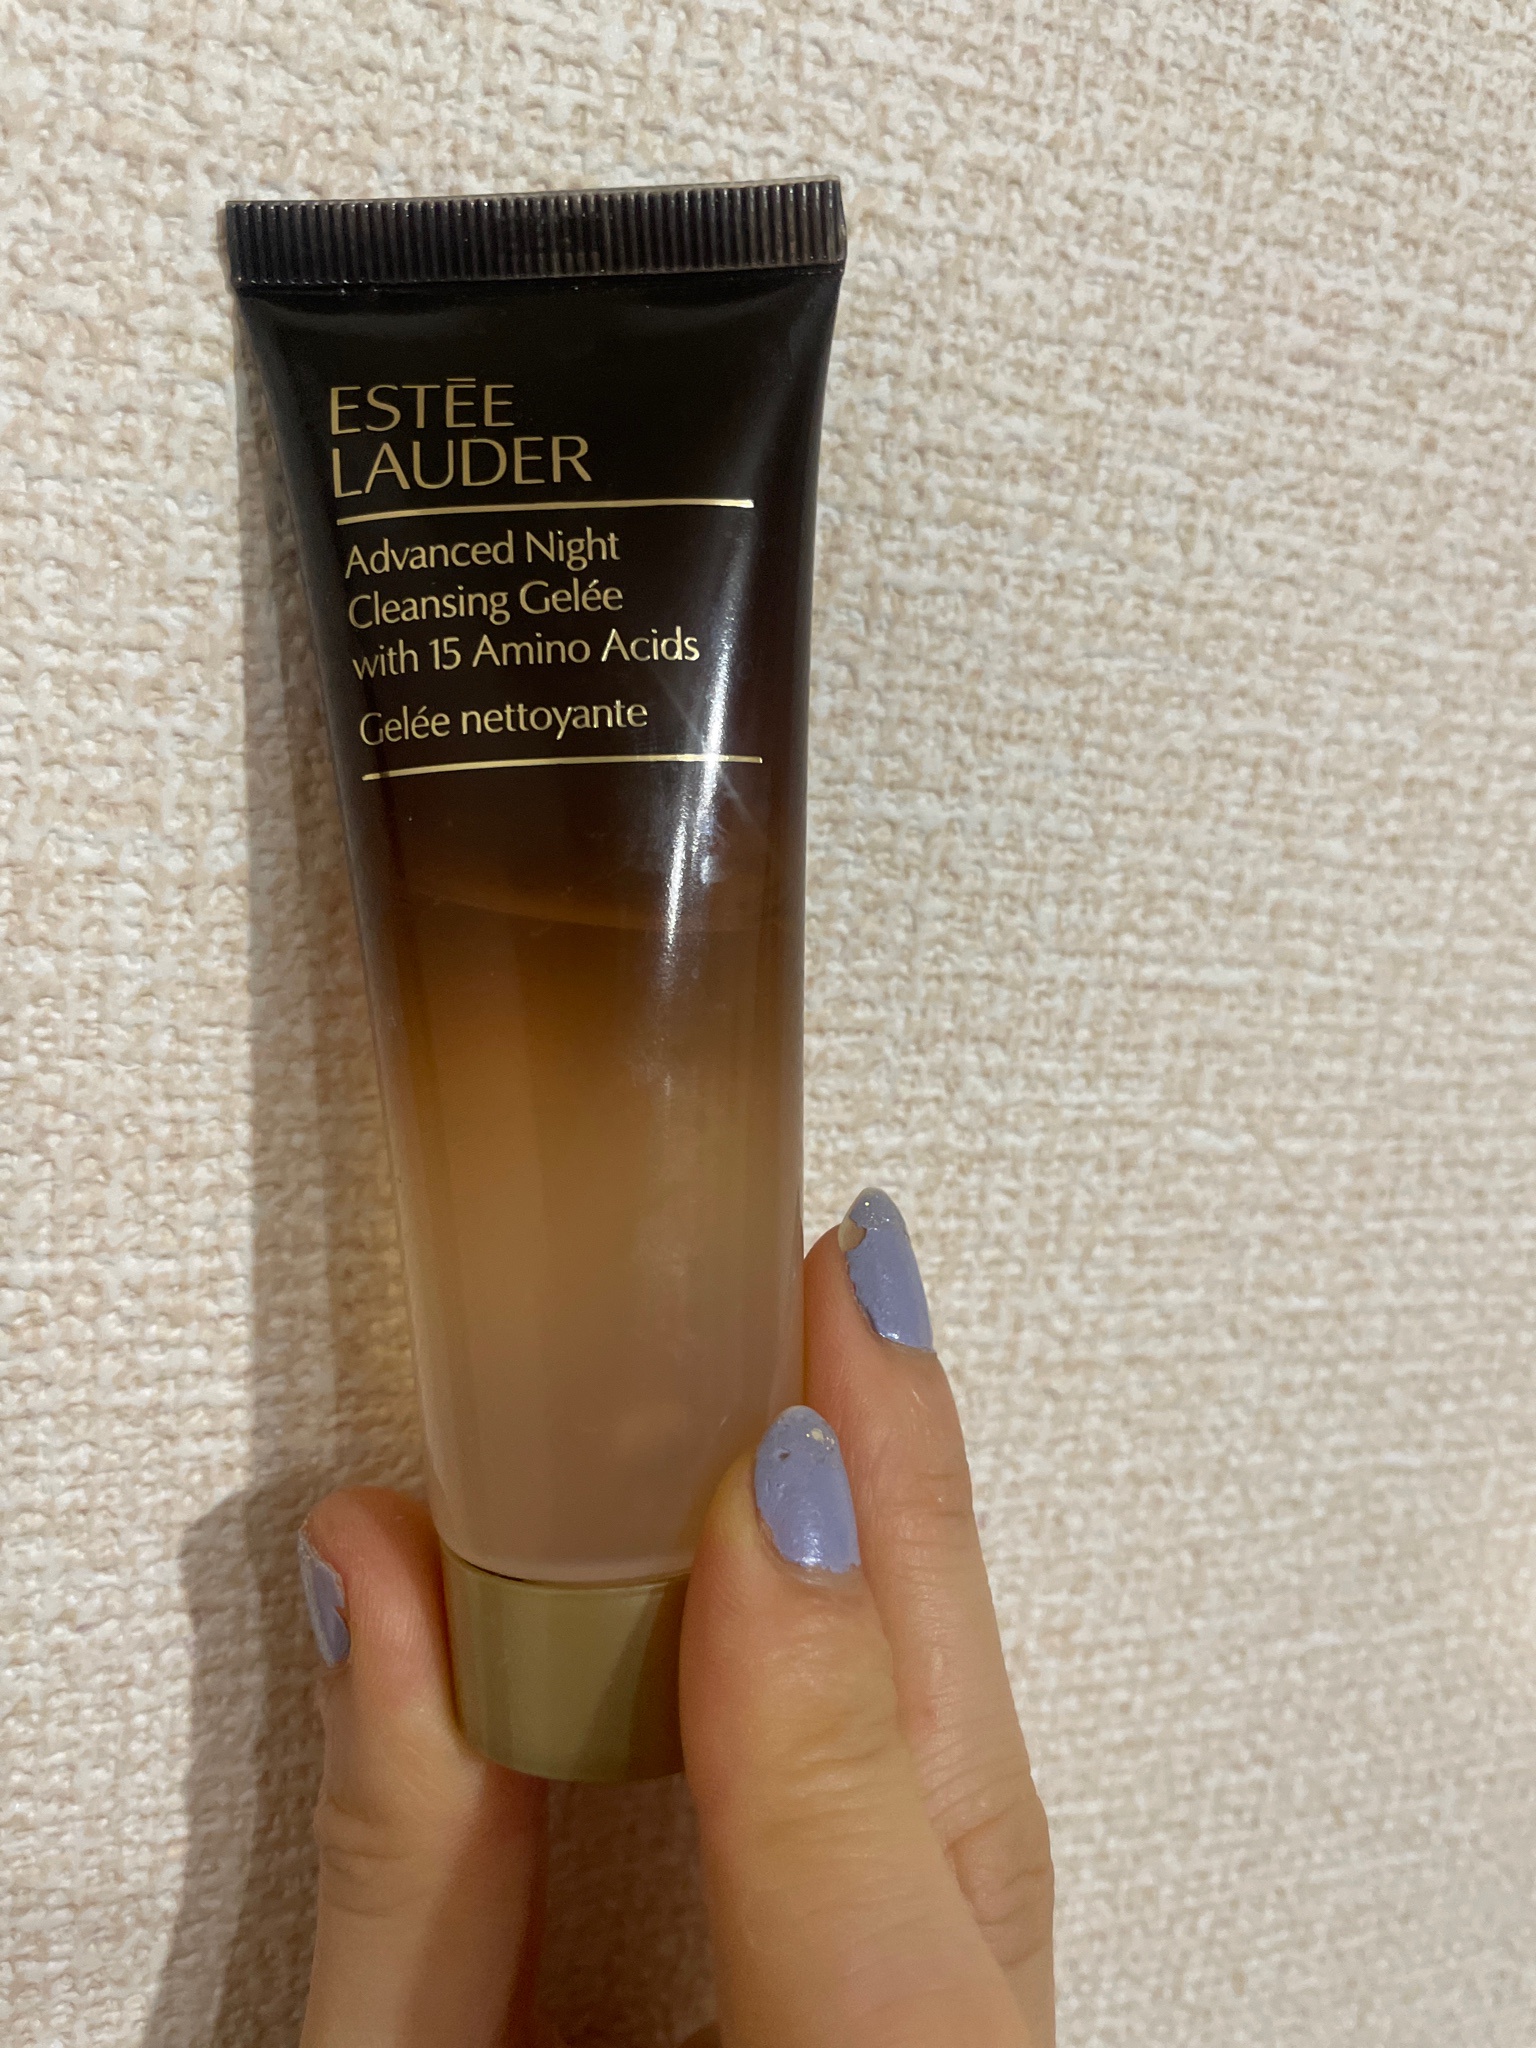 ESTĒE
LAUDER
Advanced Night
Cleansing Gelée
with 15 Amino Acids
Gelée nettoyante